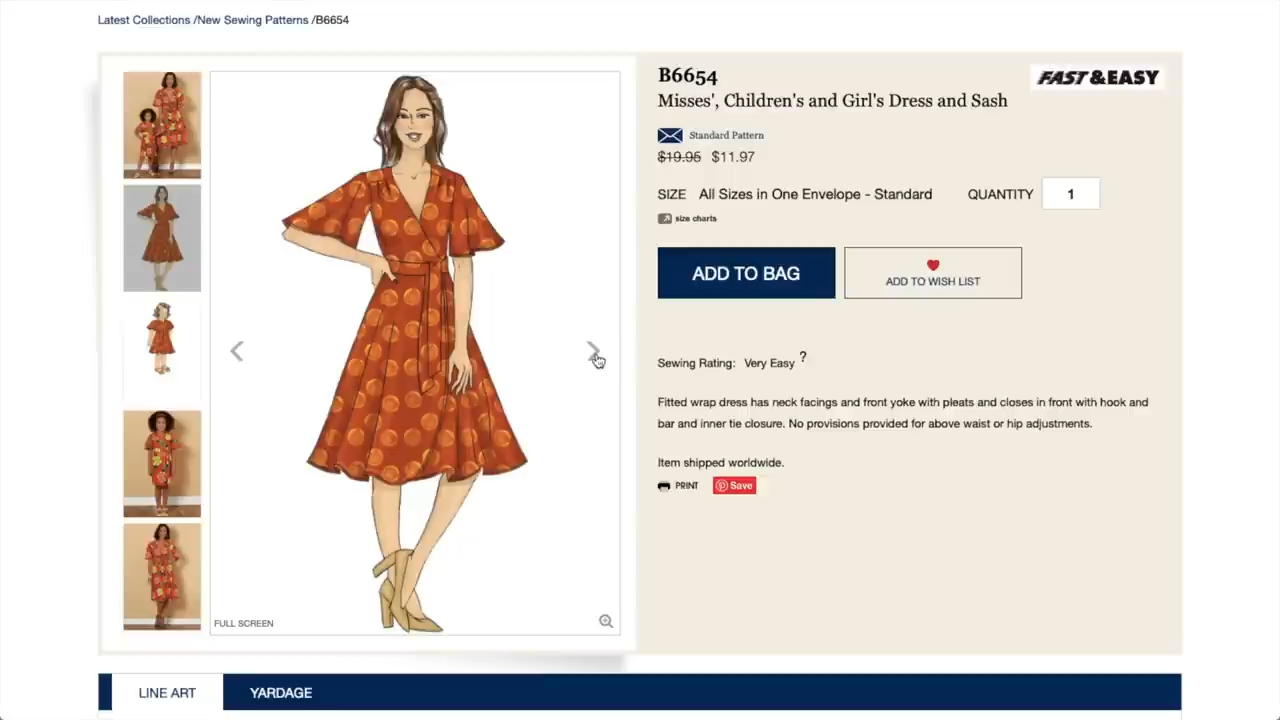 Latest Collections /New Sewing Patterns /B6654
B6654
FAST&EASY
Misses', Children's and Girl's Dress and Sash
Standard Pattern
$19.95 $11.97
SIZE All Sizes in One Envelope - Standard QUANTITY 1
size charts
ADD TO BAG
ADD TO WISH LIST
Sewing Rating: Very Easy ?
Fitted wrap dress has neck facings and front yoke with pleats and closes in front with hook and
bar and inner tie closure. No provisions provided for above waist or hip adjustments.
Item shipped worldwide.
PRINT Save
FULL SCREEN
LINE ART YARDAGE